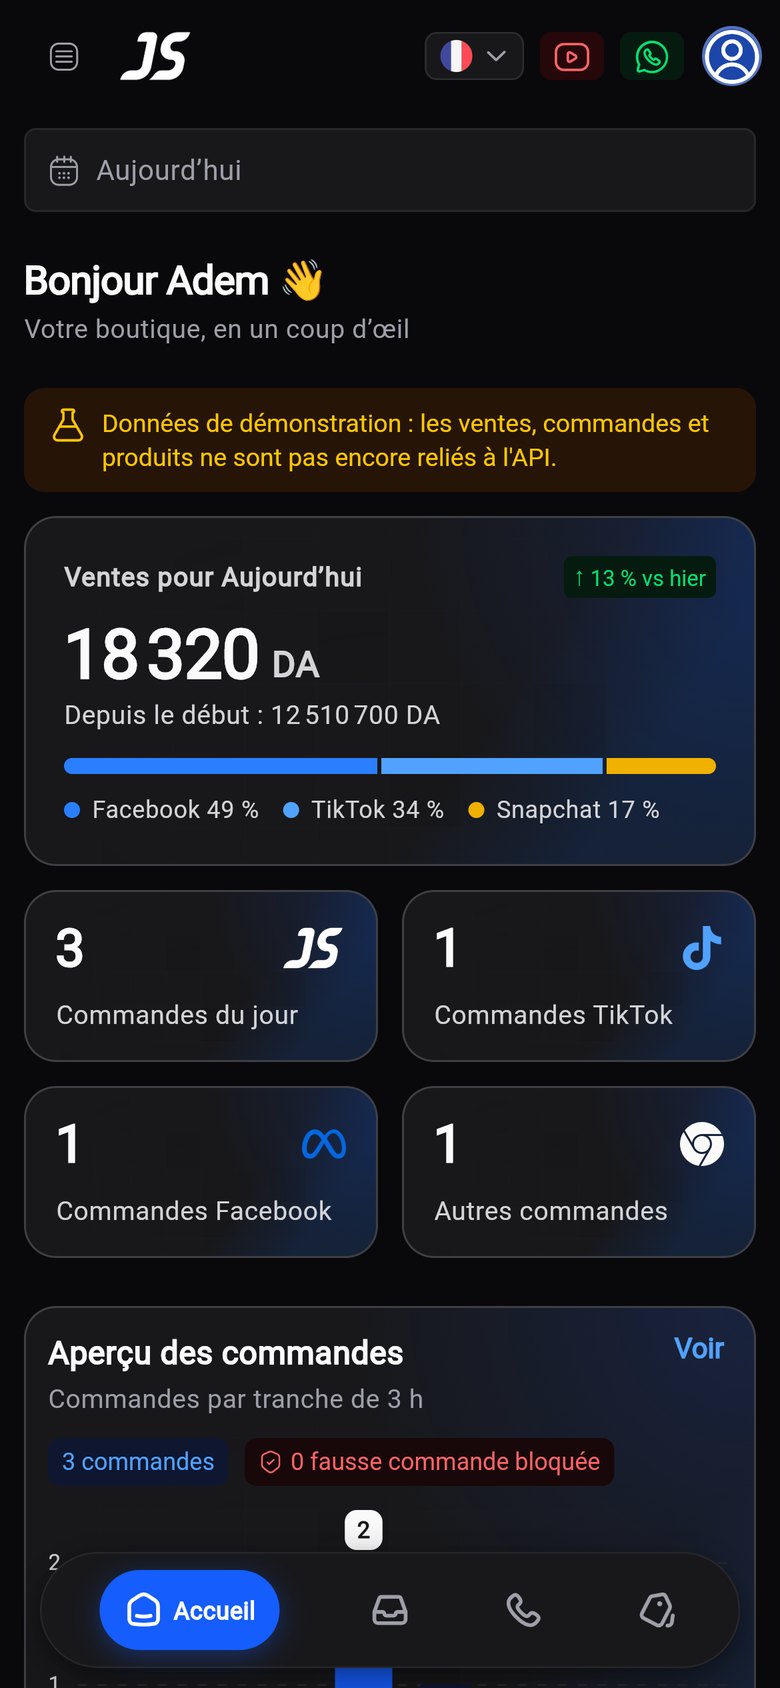 JS
Aujourd’hui
Bonjour Adem 👋
Votre boutique, en un coup d’œil
Données de démonstration : les ventes, commandes et
produits ne sont pas encore reliés à l'API.
Ventes pour Aujourd’hui
↑ 13 % vs hier
18 320 DA
Depuis le début : 12 510 700 DA
Facebook 49 % TikTok 34 % Snapchat 17 %
3
JS
Commandes du jour
1
Commandes TikTok
1
Commandes Facebook
1
Autres commandes
Aperçu des commandes
Voir
Commandes par tranche de 3 h
3 commandes
0 fausse commande bloquée
2
2
Accueil
1